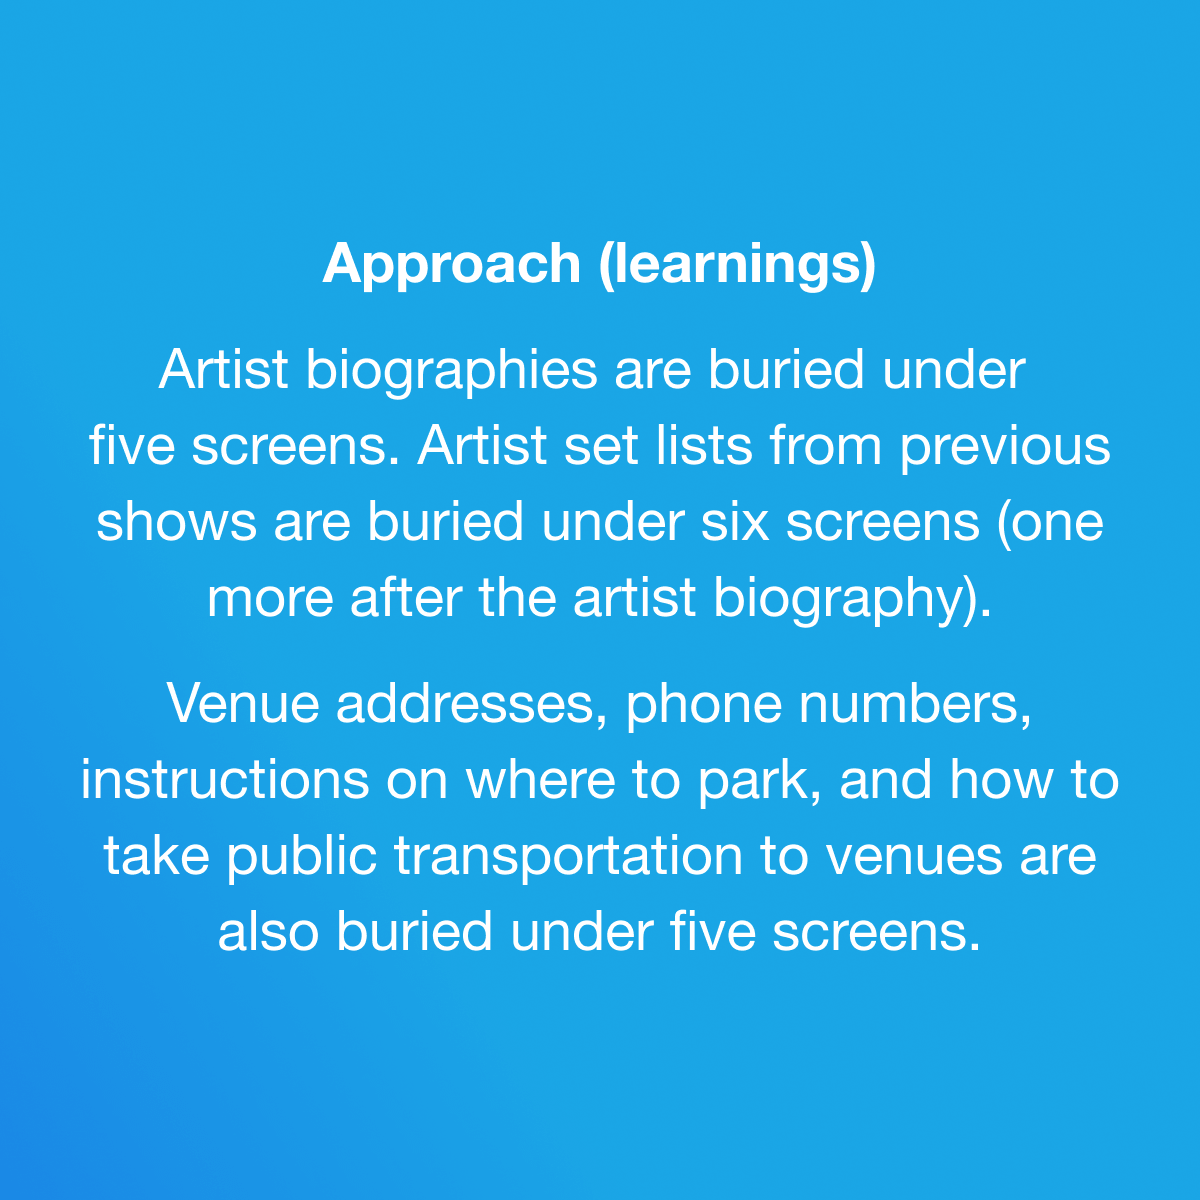 Approach (learnings)
Artist biographies are buried under
five screens. Artist set lists from previous
shows are buried under six screens (one
more after the artist biography).
Venue addresses, phone numbers,
instructions on where to park, and how to
take public transportation to venues are
also buried under five screens.